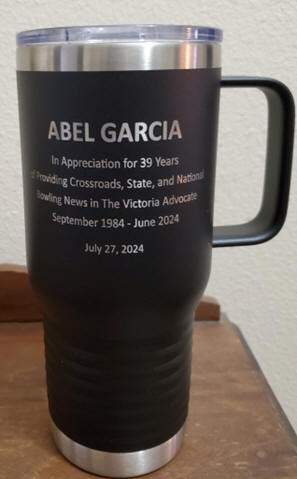 ABEL GARCIA
In Appreciation for 39 Years
of Providing Crossroads, State, and National
Bowling News in The Victoria Advocate
September 1984 - June 2024
July 27, 2024